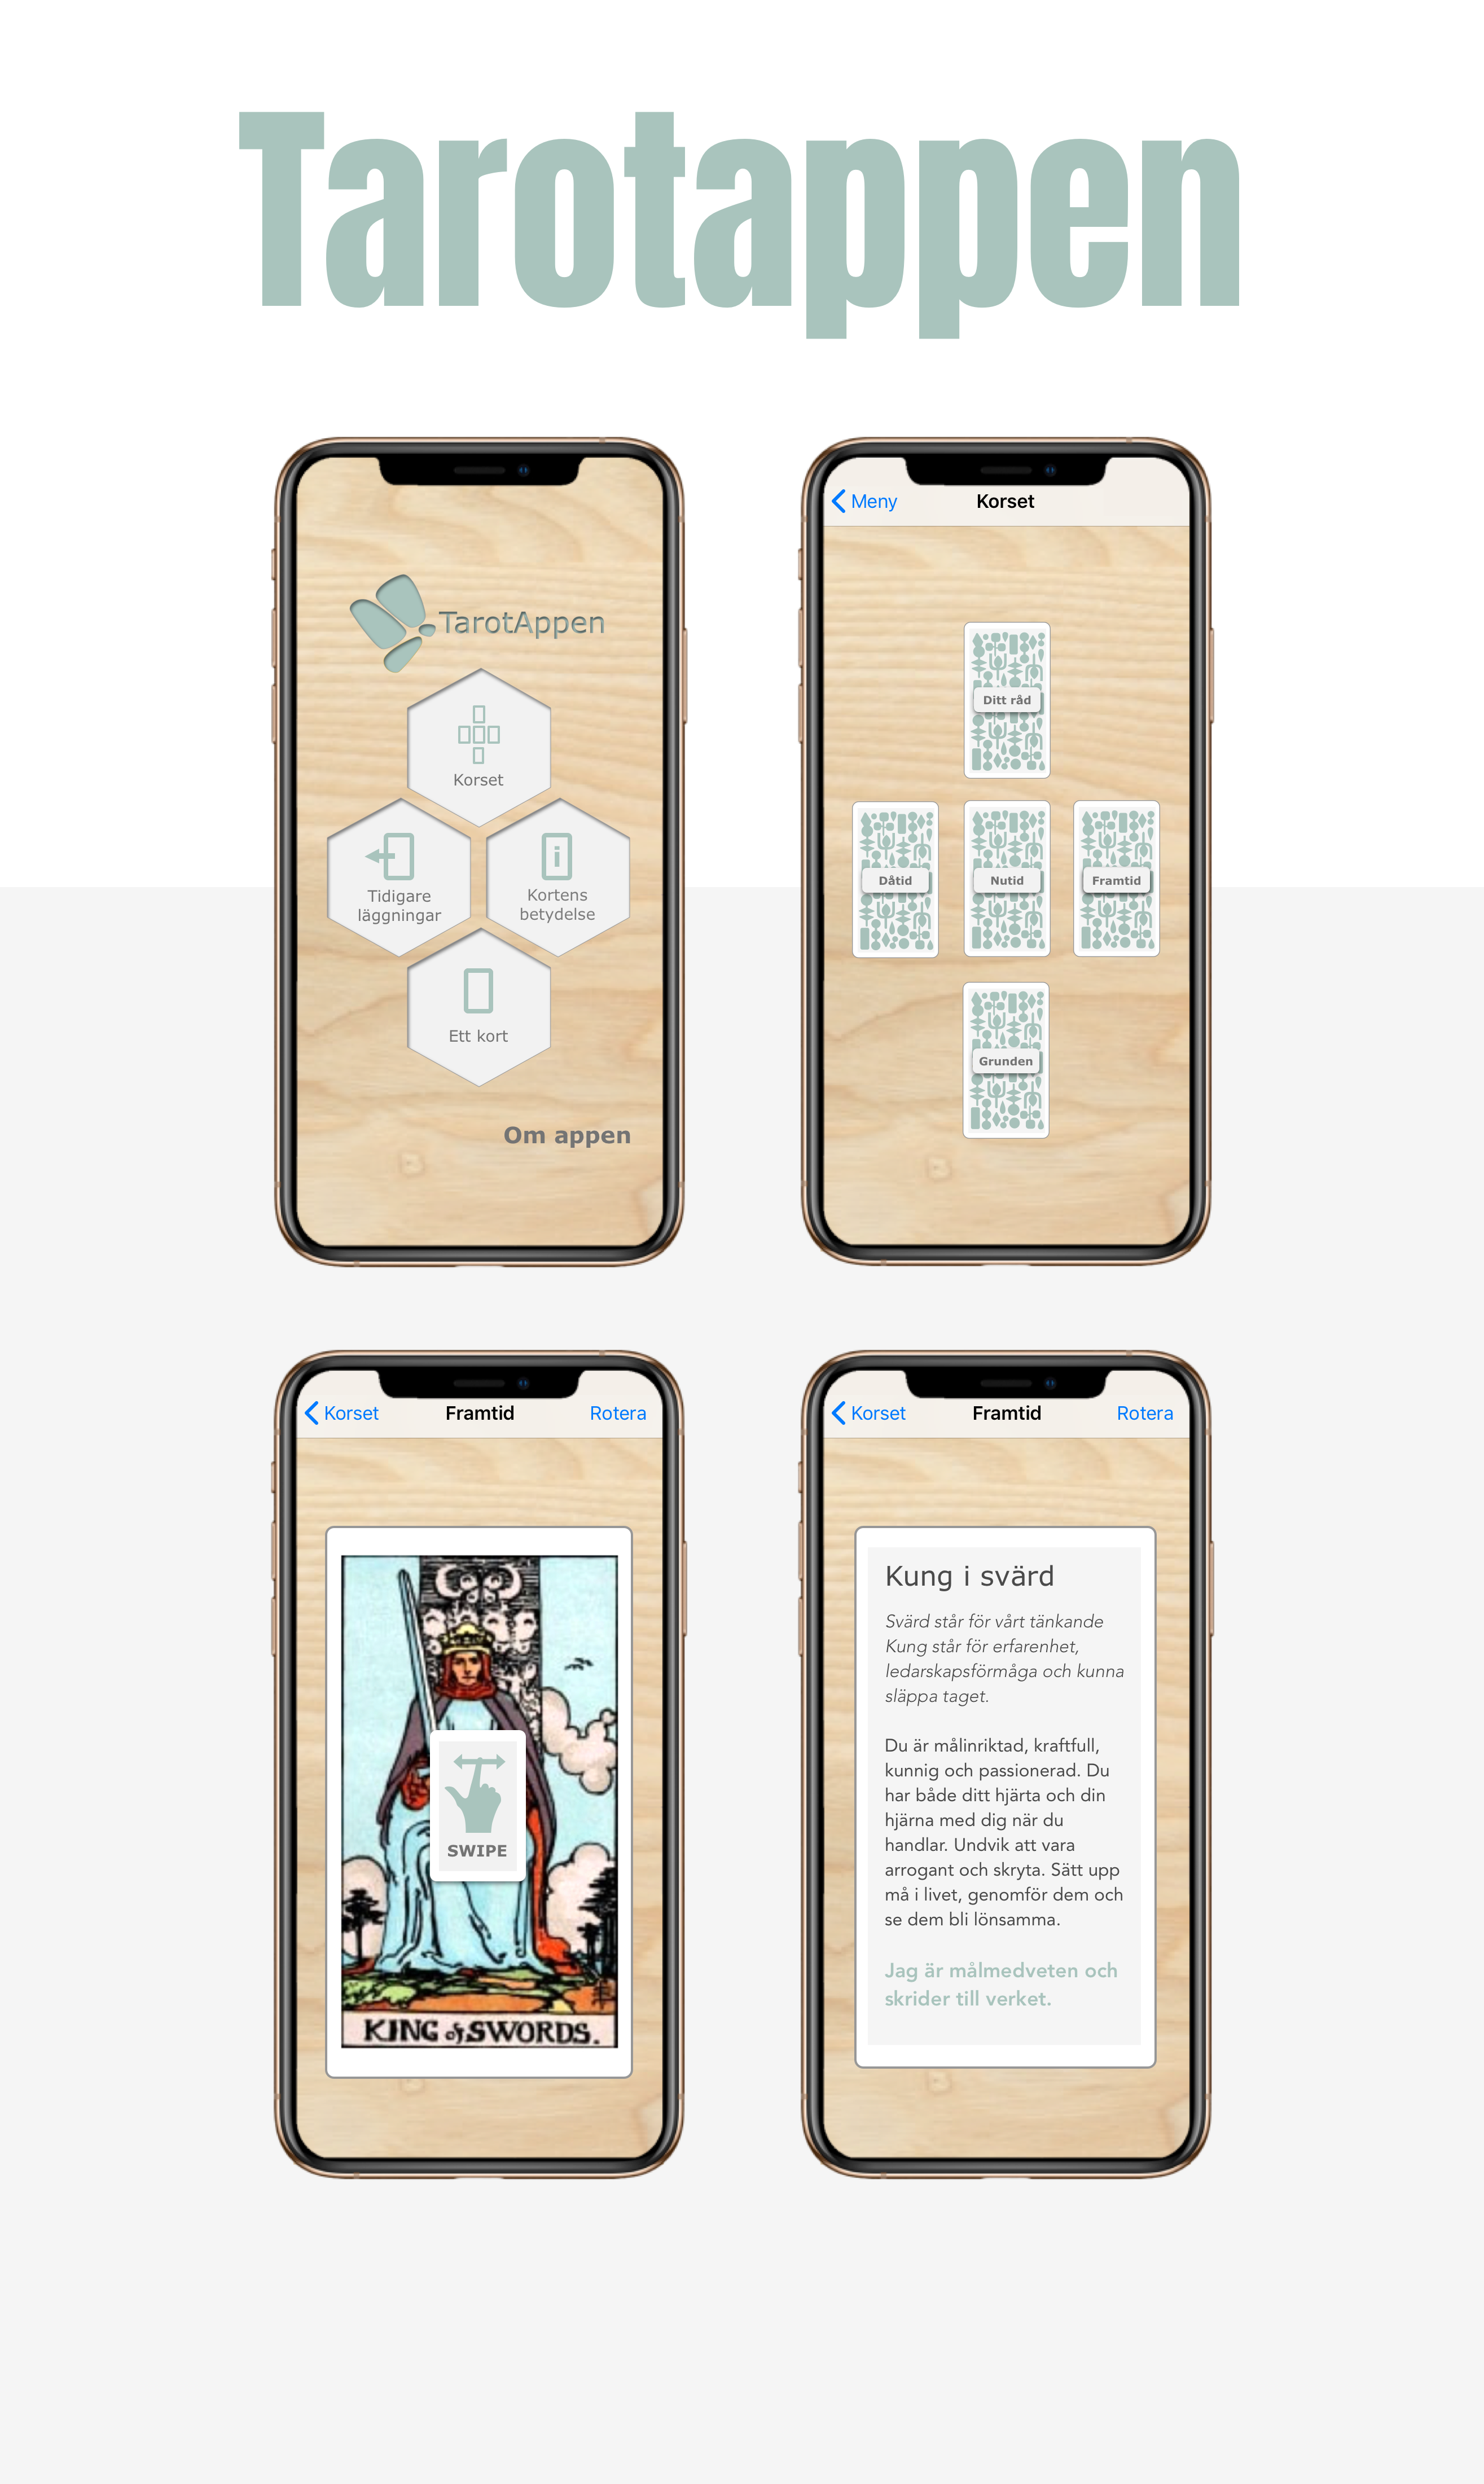 Tarotappen
TarotAppen
Korset
Tidigare
läggningar
Kortens
betydelse
Ett kort
Om appen
Meny
Korset
Ditt råd
Dåtid
Nutid
Framtid
Grunden
Korset
Framtid
Rotera
SWIPE
KING of SWORDS.
Korset
Framtid
Rotera
Kung i svärd
Svärd står för vårt tänkande
Kung står för erfarenhet,
ledarskapsförmåga och kunna
släppa taget.
Du är målinriktad, kraftfull,
kunnig och passionerad. Du
har både ditt hjärta och din
hjärna med dig när du
handlar. Undvik att vara
arrogant och skryta. Sätt upp
må i livet, genomför dem och
se dem bli lönsamma.
Jag är målmedveten och
skrider till verket.